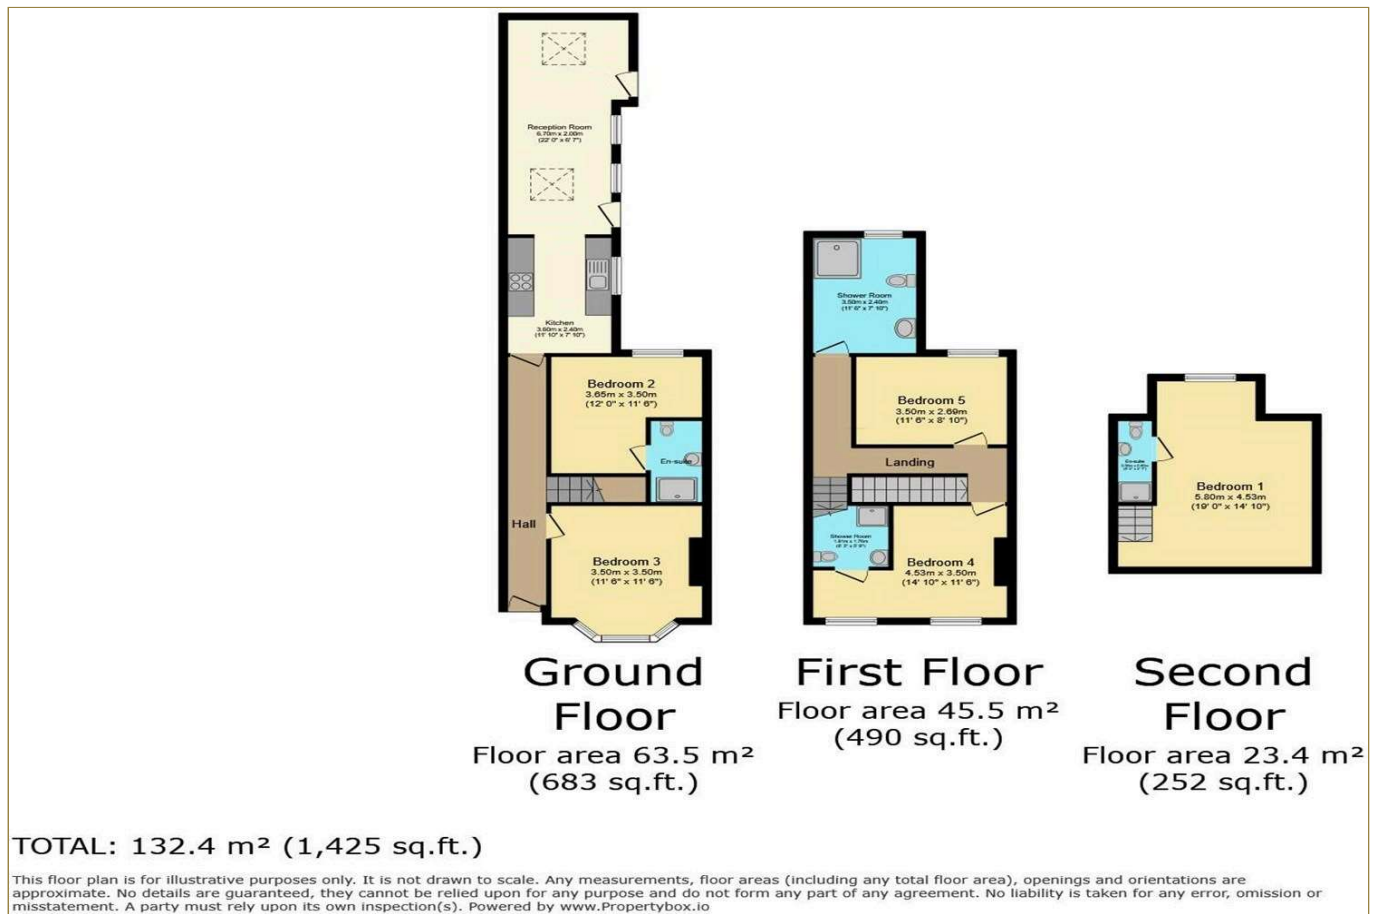 Reception Room
6.70m x 2.00m
(22' 0" x 6' 7")
Kitchen
3.60m x 2.40m
(11' 10" x 7' 10")
Bedroom 2
3.65m x 3.50m
(12' 0" x 11' 6")
En-suite
Hall
Bedroom 3
3.50m x 3.50m
(11' 6" x 11' 6")
Ground
Floor
Floor area 63.5 m²
(683 sq.ft.)
Shower Room
3.50m x 2.40m
(11' 6" x 7' 10")
Bedroom 5
3.50m x 2.69m
(11' 6" x 8' 10")
Landing
Shower Room
Bedroom 4
4.53m x 3.50m
(14' 10" x 11' 6")
First Floor
Floor area 45.5 m²
(490 sq.ft.)
En-suite
Bedroom 1
5.80m x 4.53m
(19' 0" x 14' 10")
Second
Floor
Floor area 23.4 m²
(252 sq.ft.)
TOTAL: 132.4 m² (1,425 sq.ft.)
This floor plan is for illustrative purposes only. It is not drawn to scale. Any measurements, floor areas (including any total floor area), openings and orientations are
approximate. No details are guaranteed, they cannot be relied upon for any purpose and do not form any part of any agreement. No liability is taken for any error, omission or
misstatement. A party must rely upon its own inspection(s). Powered by www.Propertybox.io